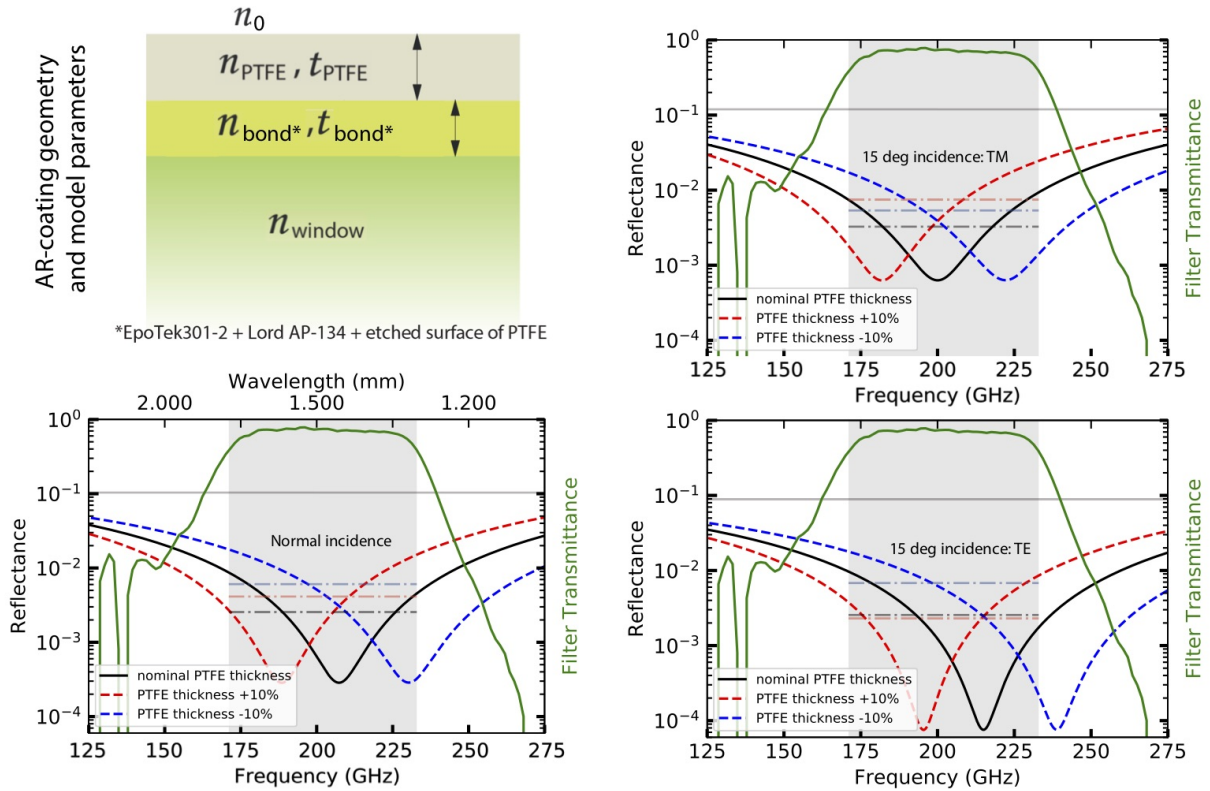 AR-coating geometry
and model parameters
n0
nPTFE , tPTFE
nbond*,tbond*
nwindow
*EpoTek301-2 + Lord AP-134 + etched surface of PTFE
10^0
10^-1
10^-2
10^-3
10^-4
Reflectance
15 deg incidence: TM
nominal PTFE thickness
PTFE thickness +10%
PTFE thickness -10%
125 150 175 200 225 250 275
Frequency (GHz)
Filter Transmittance
Wavelength (mm)
2.000 1.500 1.200
10^0
10^-1
10^-2
10^-3
10^-4
Reflectance
Normal incidence
nominal PTFE thickness
PTFE thickness +10%
PTFE thickness -10%
125 150 175 200 225 250 275
Frequency (GHz)
Filter Transmittance
10^0
10^-1
10^-2
10^-3
10^-4
Reflectance
15 deg incidence: TE
nominal PTFE thickness
PTFE thickness +10%
PTFE thickness -10%
125 150 175 200 225 250 275
Frequency (GHz)
Filter Transmittance